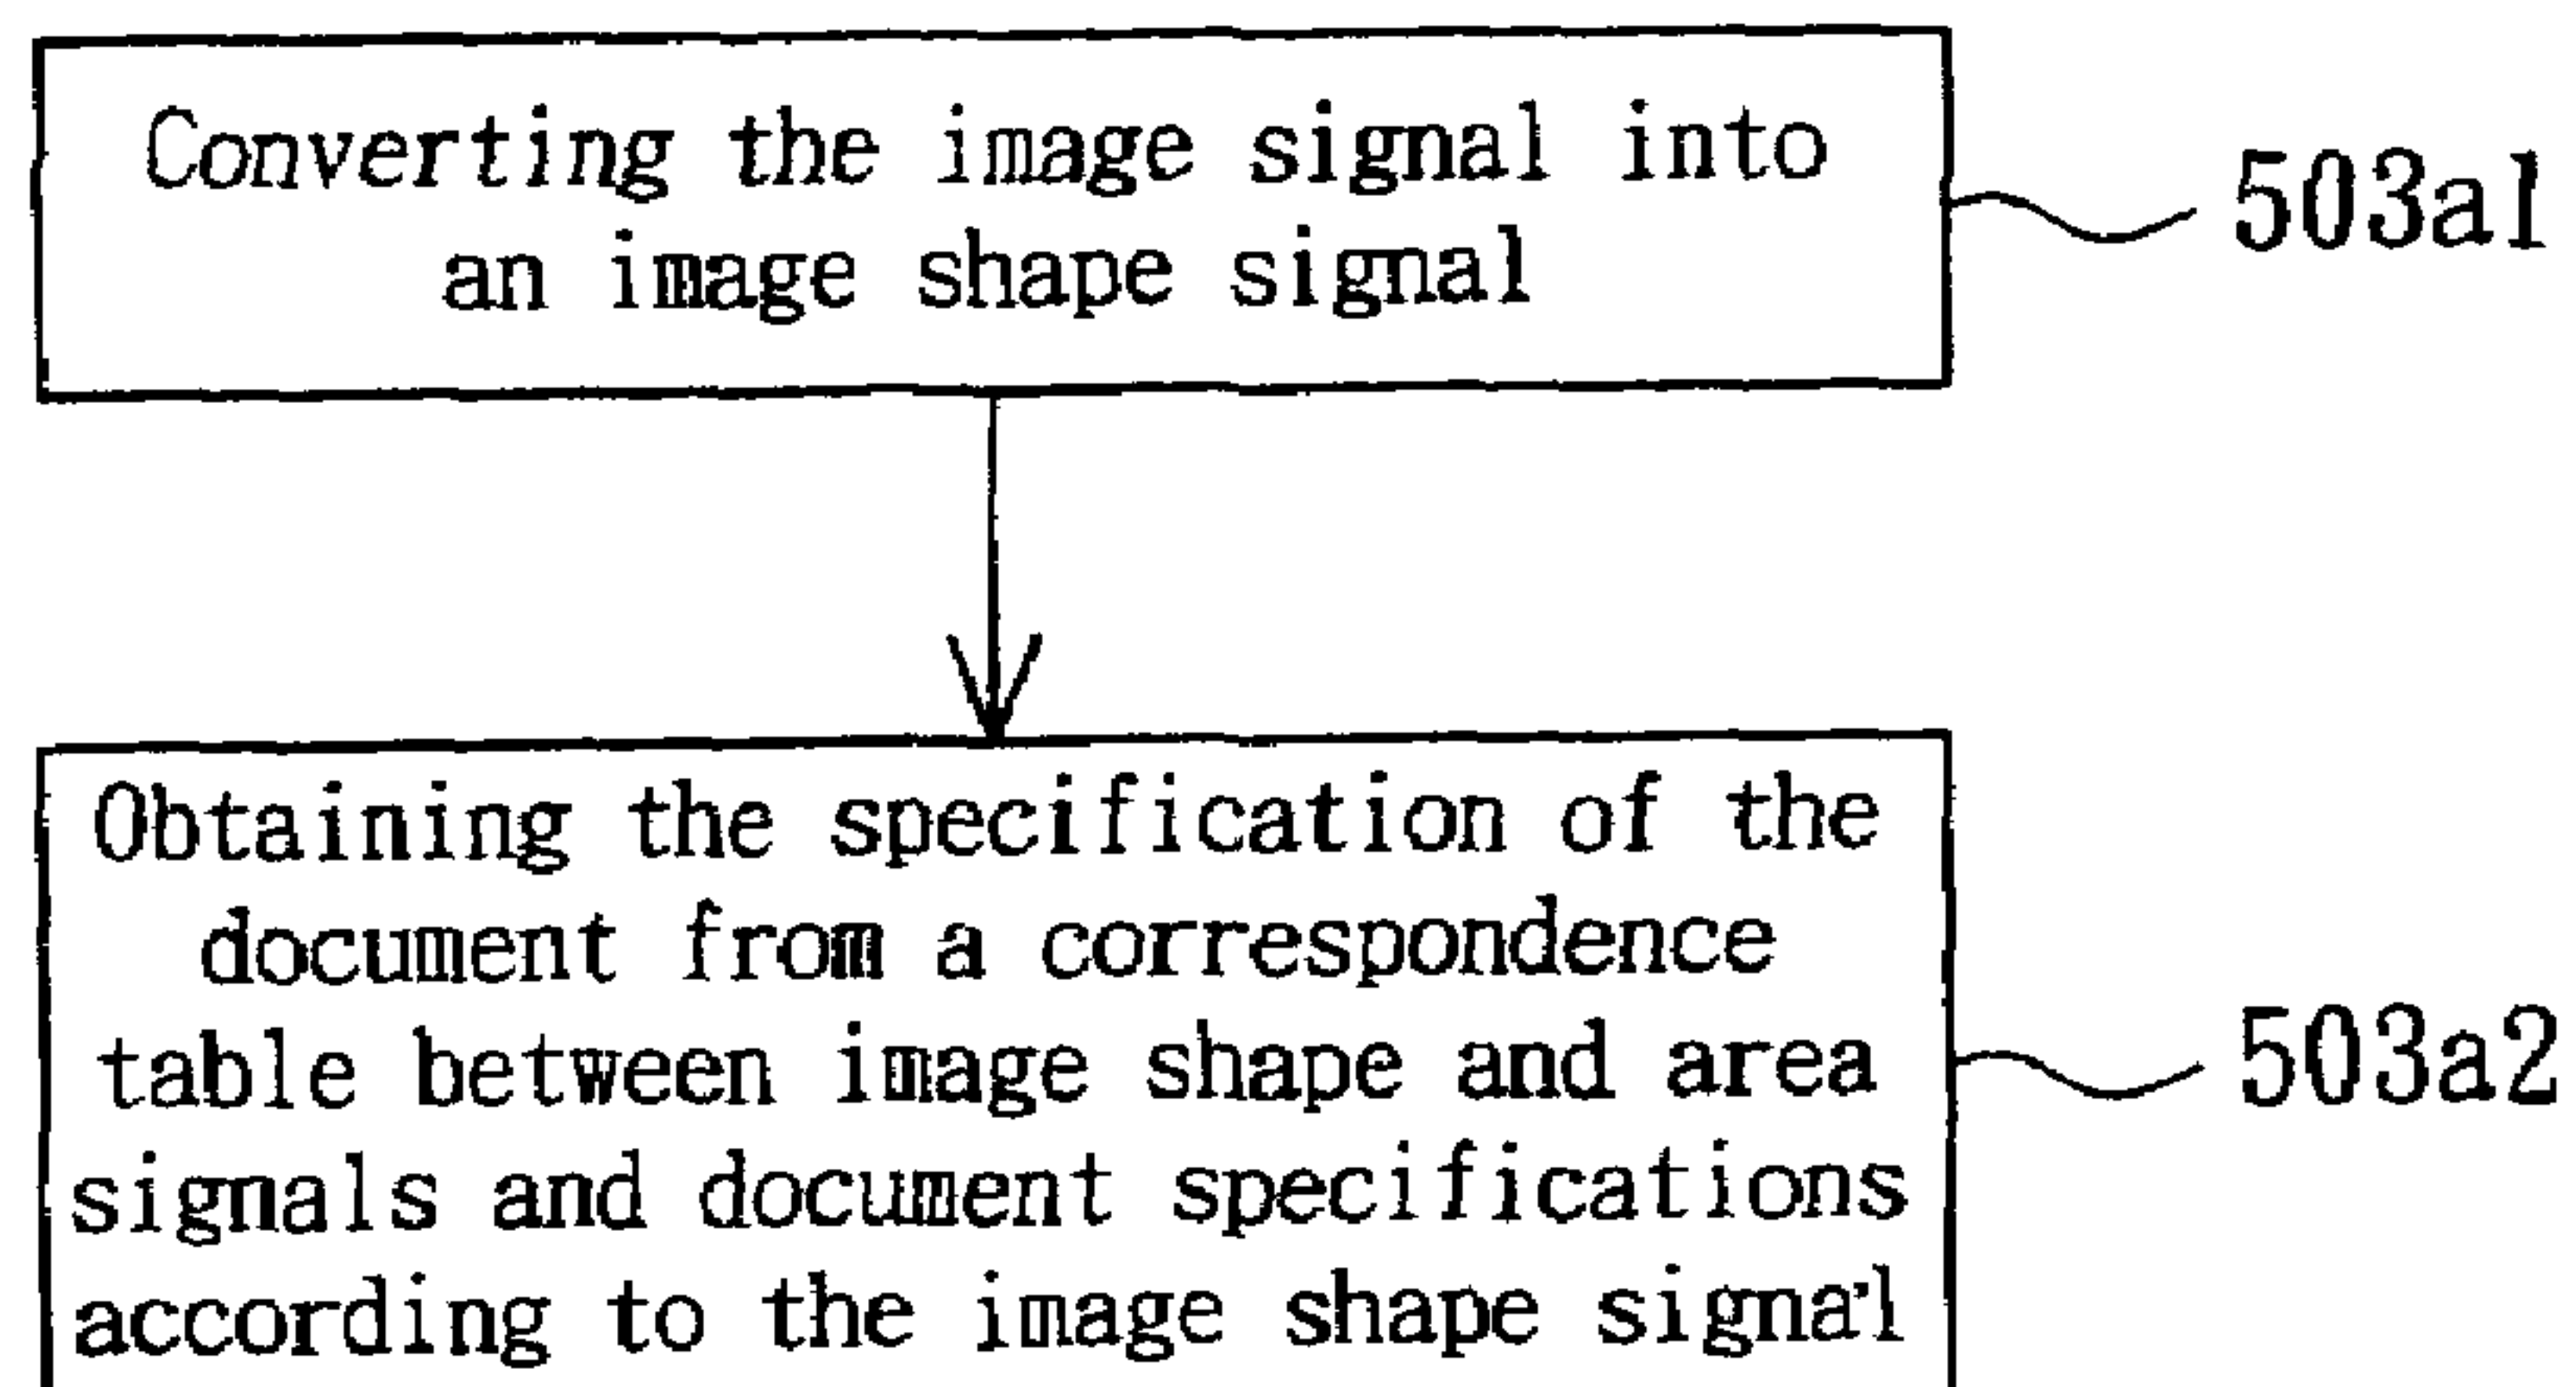 Converting the image signal into
an image shape signal
503a1
Obtaining the specification of the
document from a correspondence
table between image shape and area
signals and document specifications
according to the image shape signal
503a2